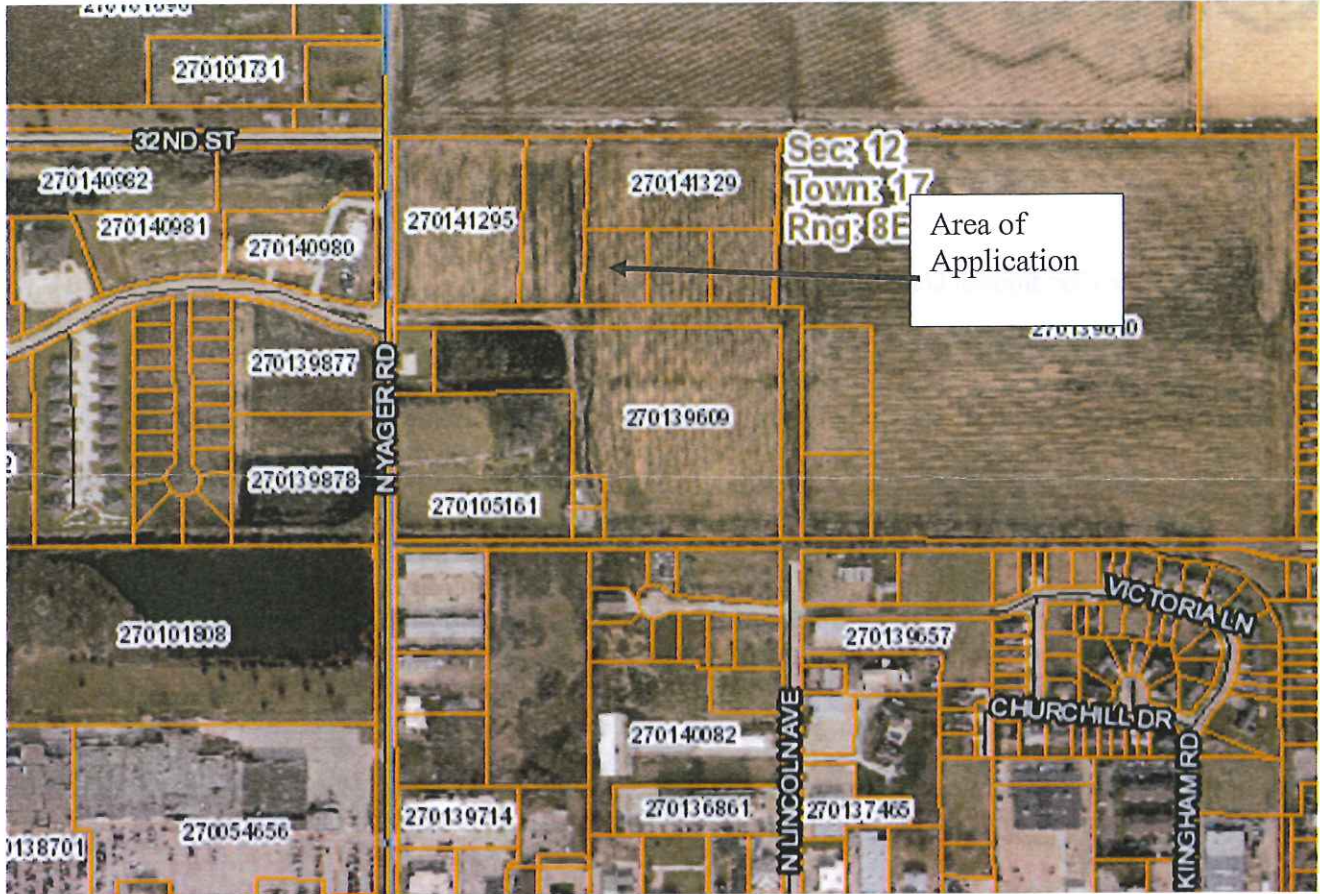 270101731
32ND ST
270140982
270141329
Sec: 12
Town: 17
Rng: 8E
270140981
270141295
270140980
Area of
Application
270139877
N YAGER RD
270139609
270139878
270105161
270101808
270139657
VICTORIA LN
270140082
N LINCOLN AVE
CHURCHILL DR
KINGHAM RD
270139714
270136861
270137465
270054656
0138701